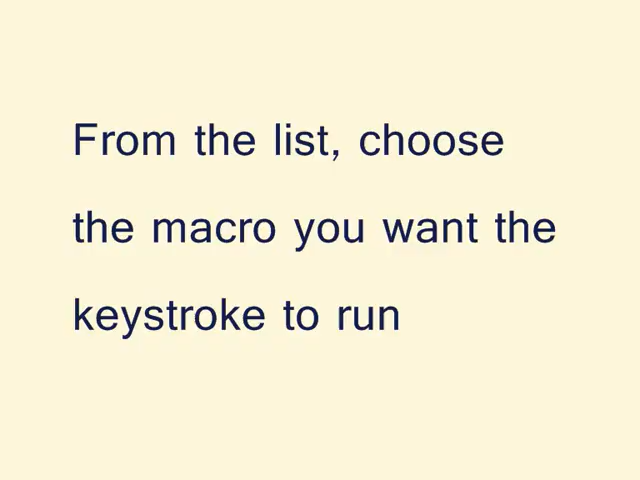 From the list, choose
the macro you want the
keystroke to run